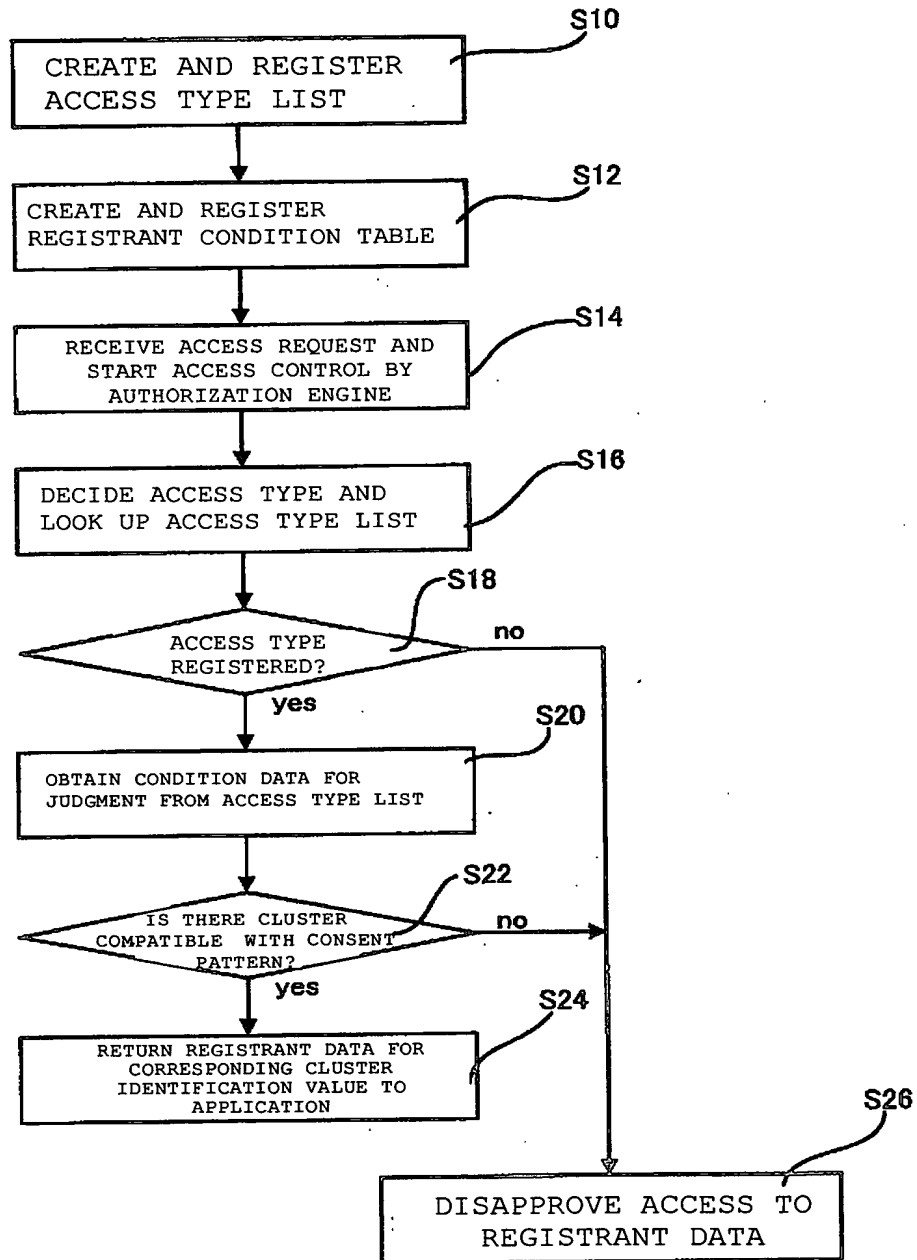 S10
CREATE AND REGISTER
ACCESS TYPE LIST
S12
CREATE AND REGISTER
REGISTRANT CONDITION TABLE
S14
RECEIVE ACCESS REQUEST AND
START ACCESS CONTROL BY
AUTHORIZATION ENGINE
S16
DECIDE ACCESS TYPE AND
LOOK UP ACCESS TYPE LIST
S18
ACCESS TYPE
REGISTERED?
no
yes
S20
OBTAIN CONDITION DATA FOR
JUDGMENT FROM ACCESS TYPE LIST
S22
IS THERE CLUSTER
COMPATIBLE WITH CONSENT
PATTERN?
no
yes
S24
RETURN REGISTRANT DATA FOR
CORRESPONDING CLUSTER
IDENTIFICATION VALUE TO
APPLICATION
S26
DISAPPROVE ACCESS TO
REGISTRANT DATA